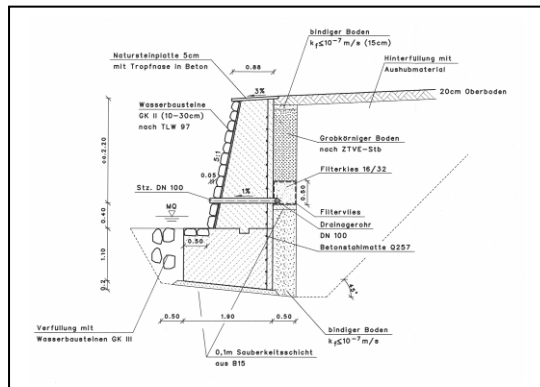 bindiger Boden
kf≤10⁻⁷ m/s (15cm)
Natursteinplatte 5cm
mit Tropfnase in Beton
0.88
Hinterfüllung mit
Aushubmaterial
3%
20cm Oberboden
Wasserbausteine
GK II (10-30cm)
nach TLW 97
Grobkörniger Boden
nach ZTVE-Stb
ca.2.20
5:1
0.05
Filterkies 16/32
0.50
Stz. DN 100
1%
MQ
0.40
Filtervlies
Drainagerohr
DN 100
Betonstahlmatte Q257
0.50
1.10
0.2
45°
0.50
1.90
0.50
Verfüllung mit
Wasserbausteinen GK III
0,1m Sauberkeitsschicht
aus B15
bindiger Boden
kf≤10⁻⁷ m/s